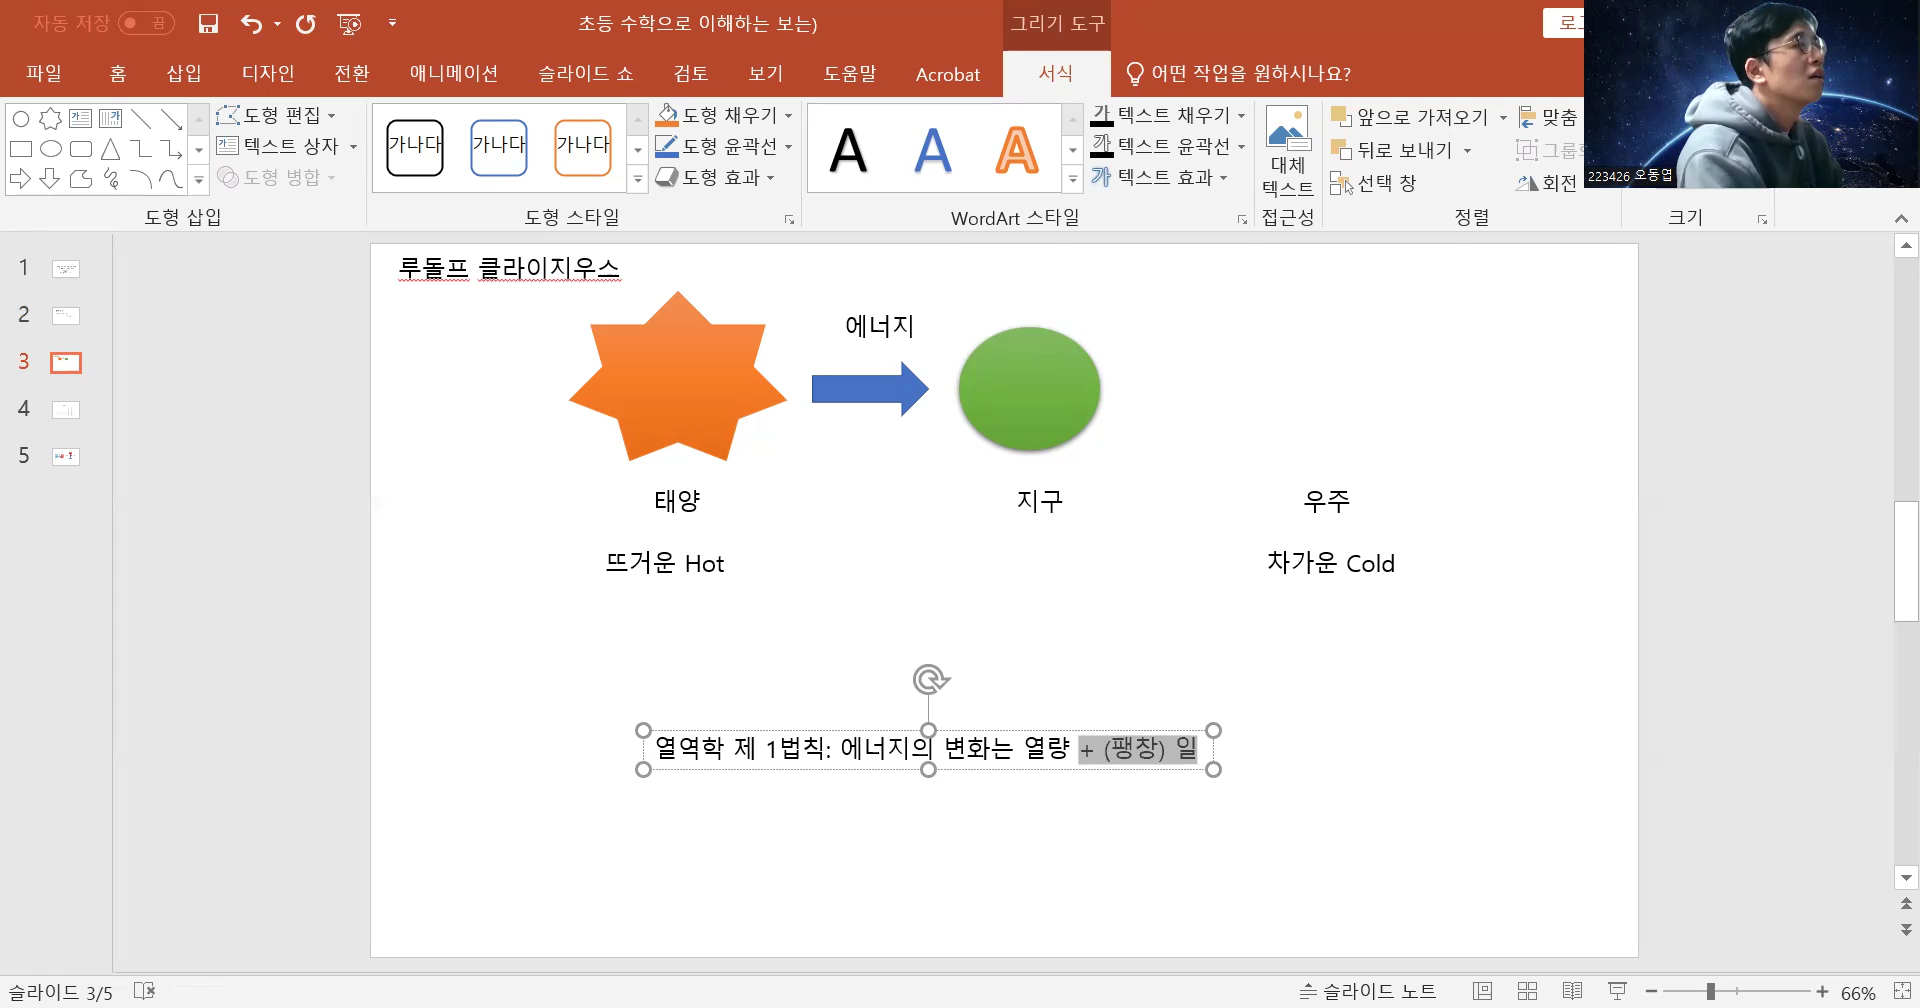 자동 저장 끔 초등 수학으로 이해하는 보는) 그리기 도구 로그
파일 홈 삽입 디자인 전환 애니메이션 슬라이드 쇼 검토 보기 도움말 Acrobat 서식 어떤 작업을 원하시나요?
도형 편집
텍스트 상자
도형 병합
도형 삽입
가나다 가나다 가나다
도형 채우기
도형 윤곽선
도형 효과
도형 스타일
A A A
텍스트 채우기
텍스트 윤곽선
텍스트 효과
WordArt 스타일
대체
텍스트
접근성
앞으로 가져오기
뒤로 보내기
선택 창
맞춤
그룹화
회전
정렬
크기
223426 오동엽
1
2
3
4
5
루돌프 클라이지우스
에너지
태양 지구 우주
뜨거운 Hot 차가운 Cold
열역학 제 1법칙: 에너지의 변화는 열량 + (팽창) 일
슬라이드 3/5 슬라이드 노트 66%